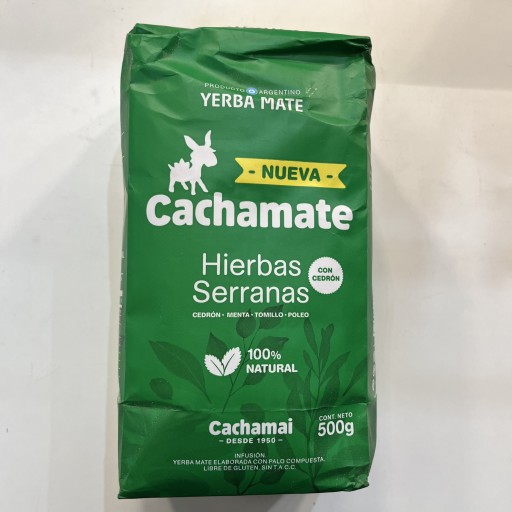 PRODUCTO ARGENTINO
YERBA MATE
- NUEVA -
Cachamate
Hierbas
Serranas
CON
CEDRÓN
CEDRÓN · MENTA · TOMILLO · POLEO
100%
NATURAL
Cachamai
– DESDE 1950 –
CONT. NETO
500g
INFUSIÓN.
YERBA MATE ELABORADA CON PALO COMPUESTA.
LIBRE DE GLUTEN, SIN T.A.C.C.